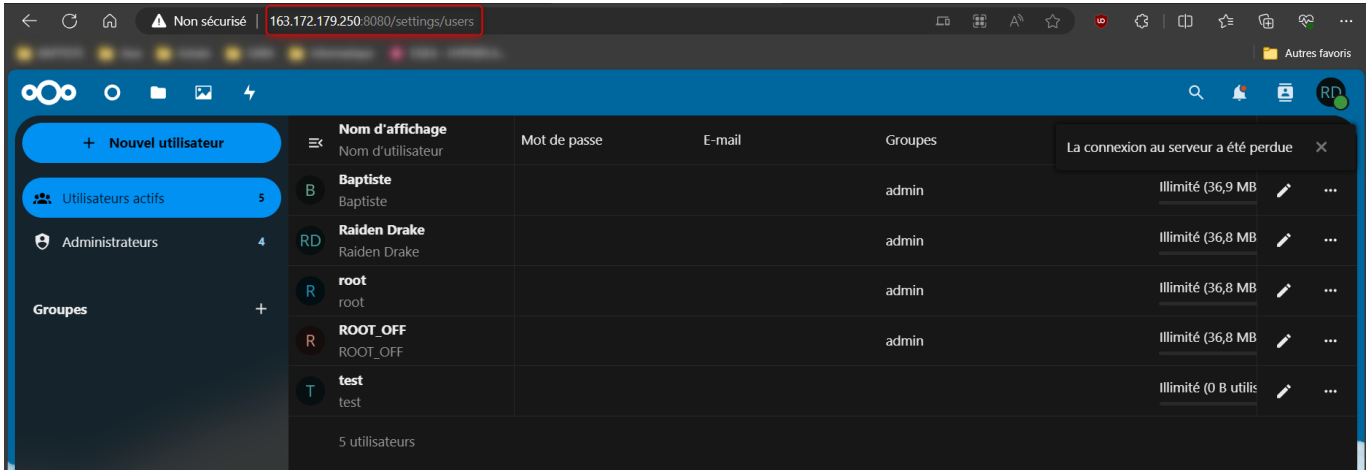 Non sécurisé | 163.172.179.250:8080/settings/users
Autres favoris
RD
+ Nouvel utilisateur
Nom d'affichage
Nom d'utilisateur
Mot de passe
E-mail
Groupes
La connexion au serveur a été perdue
Utilisateurs actifs 5
Administrateurs 4
Groupes +
B Baptiste admin Illimité (36,9 MB
Baptiste
RD Raiden Drake admin Illimité (36,8 MB
Raiden Drake
R root admin Illimité (36,8 MB
root
R ROOT_OFF admin Illimité (36,8 MB
ROOT_OFF
T test Illimité (0 B utilis
test
5 utilisateurs